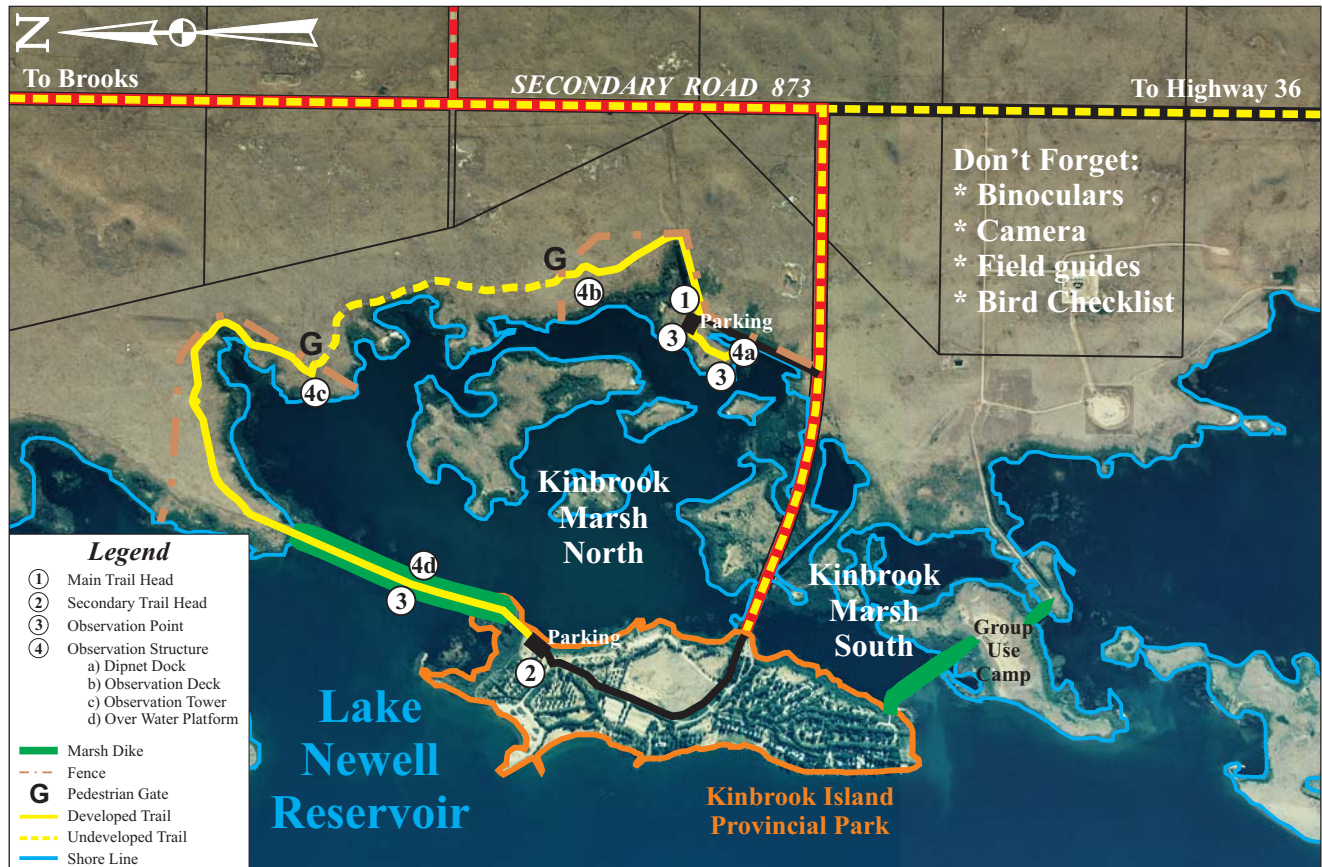 N
To Brooks
SECONDARY ROAD 873
To Highway 36
Don't Forget:
* Binoculars
* Camera
* Field guides
* Bird Checklist
G
4b
1
Parking
3
4a
3
G
4c
Kinbrook
Marsh
North
4d
3
Kinbrook
Marsh
South
Group
Use
Camp
Parking
2
Lake
Newell
Reservoir
Kinbrook Island
Provincial Park
Legend
1 Main Trail Head
2 Secondary Trail Head
3 Observation Point
4 Observation Structure
a) Dipnet Dock
b) Observation Deck
c) Observation Tower
d) Over Water Platform
Marsh Dike
Fence
G Pedestrian Gate
Developed Trail
Undeveloped Trail
Shore Line